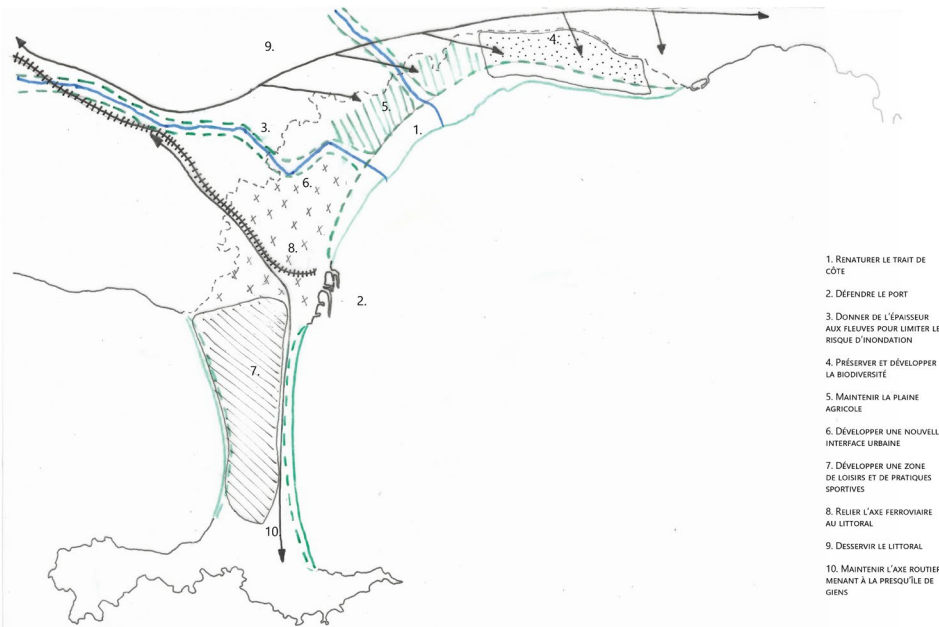 9.
4.
5.
1.
3.
6.
8.
2.
7.
10.
1. RENATURER LE TRAIT DE
CÔTE
2. DÉFENDRE LE PORT
3. DONNER DE L'ÉPAISSEUR
AUX FLEUVES POUR LIMITER LE
RISQUE D'INONDATION
4. PRÉSERVER ET DÉVELOPPER
LA BIODIVERSITÉ
5. MAINTENIR LA PLAINE
AGRICOLE
6. DÉVELOPPER UNE NOUVELL
INTERFACE URBAINE
7. DÉVELOPPER UNE ZONE
DE LOISIRS ET DE PRATIQUES
SPORTIVES
8. RELIER L'AXE FERROVIAIRE
AU LITTORAL
9. DESSERVIR LE LITTORAL
10. MAINTENIR L'AXE ROUTIER
MENANT À LA PRESQU'ÎLE DE
GIENS